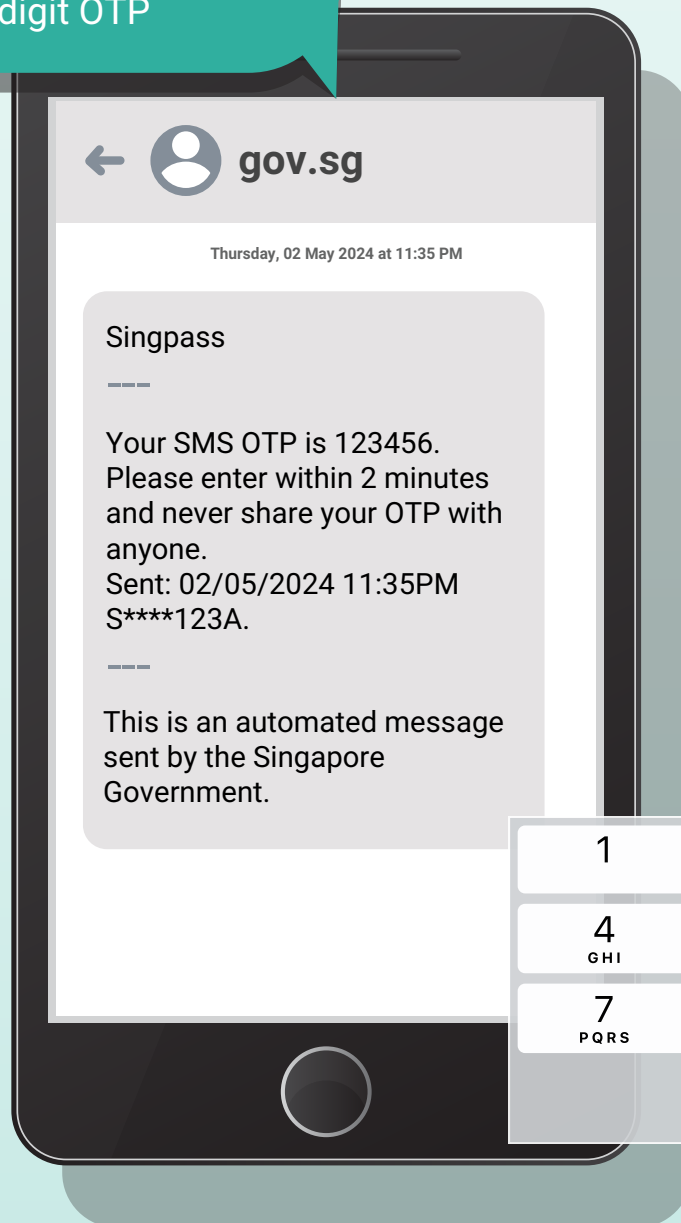 digit OTP
gov.sg
Thursday, 02 May 2024 at 11:35 PM
Singpass
---
Your SMS OTP is 123456.
Please enter within 2 minutes
and never share your OTP with
anyone.
Sent: 02/05/2024 11:35PM
S****123A.
---
This is an automated message
sent by the Singapore
Government.
1
4
GHI
7
PQRS